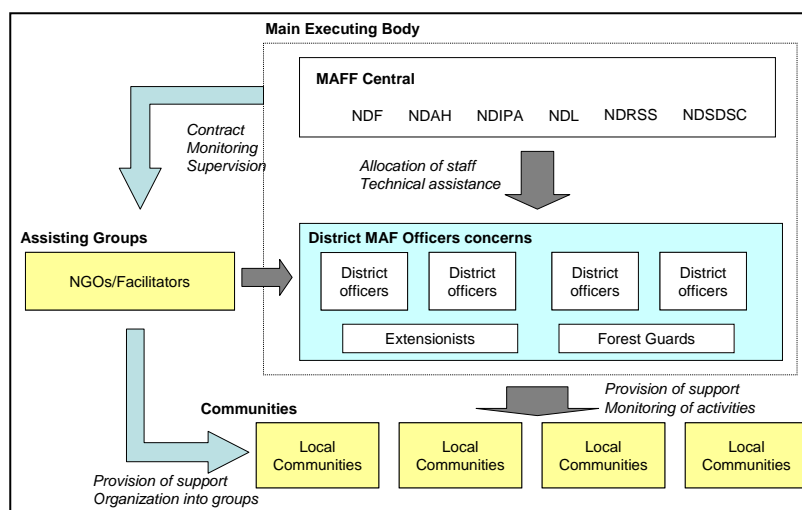 Main Executing Body
MAFF Central
NDF NDAH NDIPA NDL NDRSS NDSDSC
Contract
Monitoring
Supervision
Allocation of staff
Technical assistance
Assisting Groups
NGOs/Facilitators
District MAF Officers concerns
District
officers
District
officers
District
officers
District
officers
Extensionists
Forest Guards
Provision of support
Monitoring of activities
Communities
Local
Communities
Local
Communities
Local
Communities
Local
Communities
Provision of support
Organization into groups